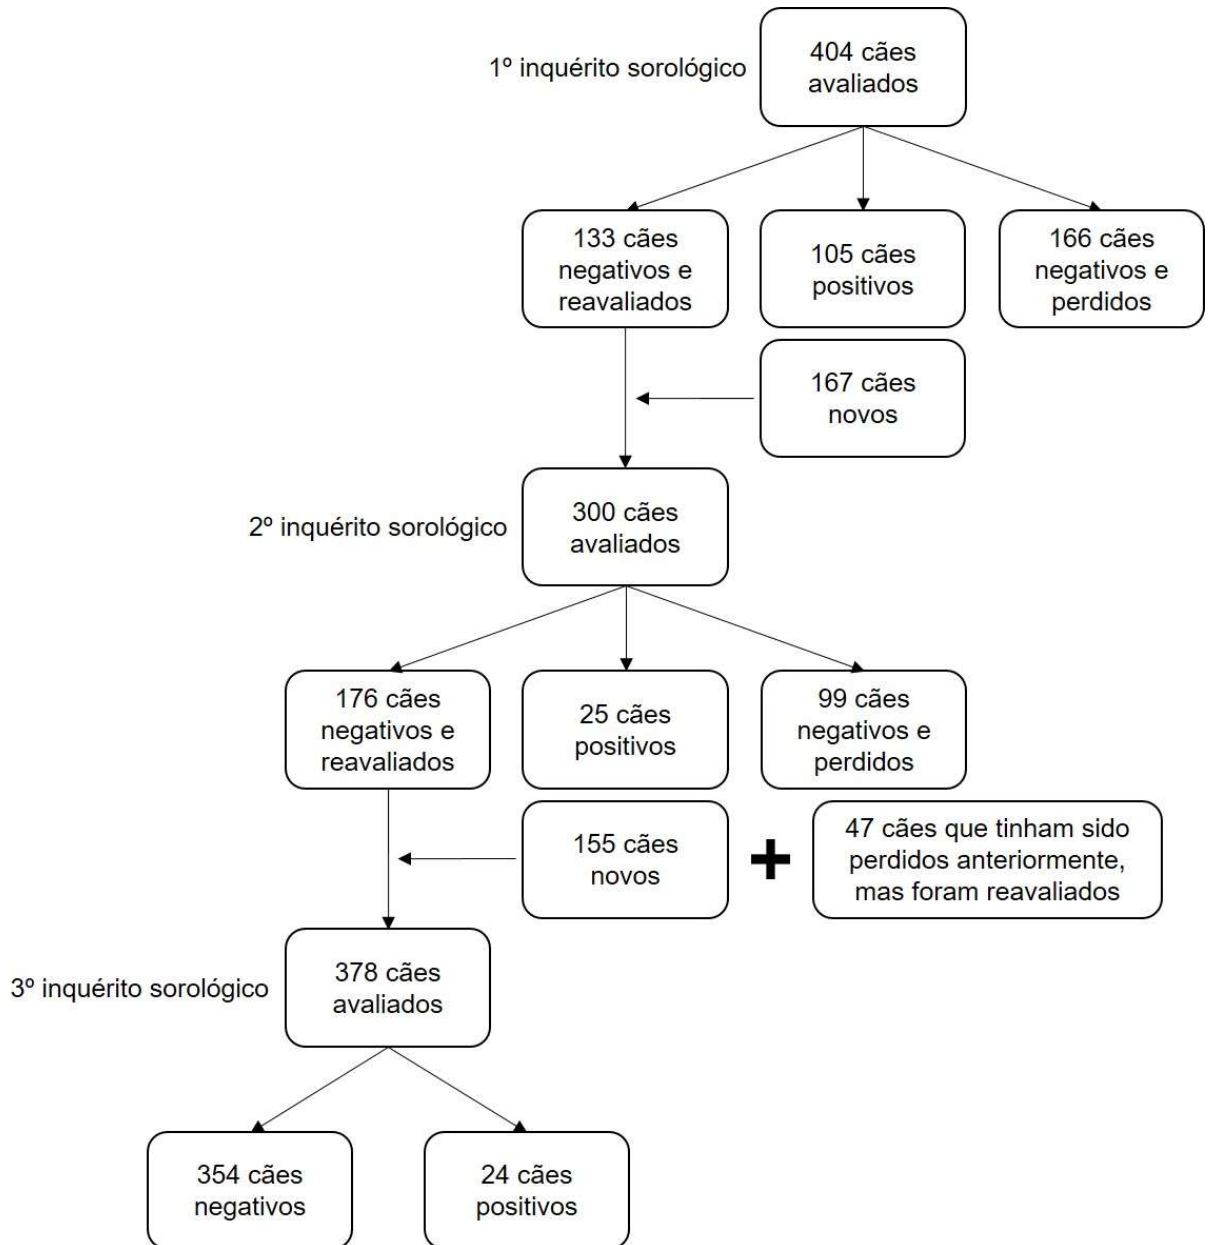 404 cães
avaliados
1º inquérito sorológico
133 cães
negativos e
reavaliados
105 cães
positivos
166 cães
negativos e
perdidos
167 cães
novos
2º inquérito sorológico
300 cães
avaliados
176 cães
negativos e
reavaliados
25 cães
positivos
99 cães
negativos e
perdidos
155 cães
novos
+
47 cães que tinham sido
perdidos anteriormente,
mas foram reavaliados
3º inquérito sorológico
378 cães
avaliados
354 cães
negativos
24 cães
positivos